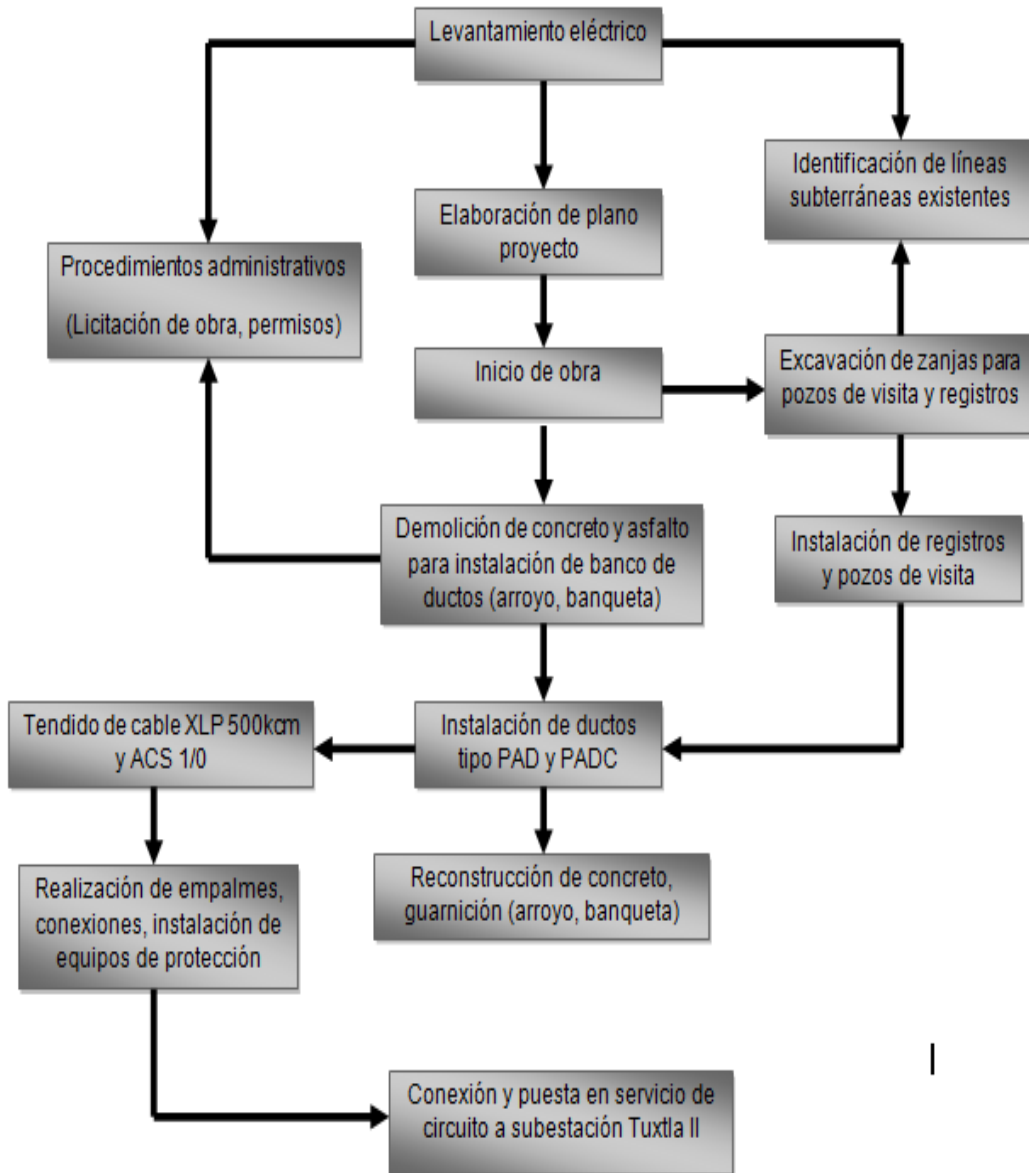 Levantamiento eléctrico
Identificación de líneas
subterráneas existentes
Elaboración de plano
proyecto
Procedimientos administrativos
(Licitación de obra, permisos)
Inicio de obra
Excavación de zanjas para
pozos de visita y registros
Demolición de concreto y asfalto
para instalación de banco de
ductos (arroyo, banqueta)
Instalación de registros
y pozos de visita
Tendido de cable XLP 500kcm
y ACS 1/0
Instalación de ductos
tipo PAD y PADC
Realización de empalmes,
conexiones, instalación de
equipos de protección
Reconstrucción de concreto,
guarnición (arroyo, banqueta)
Conexión y puesta en servicio de
circuito a subestación Tuxtla II